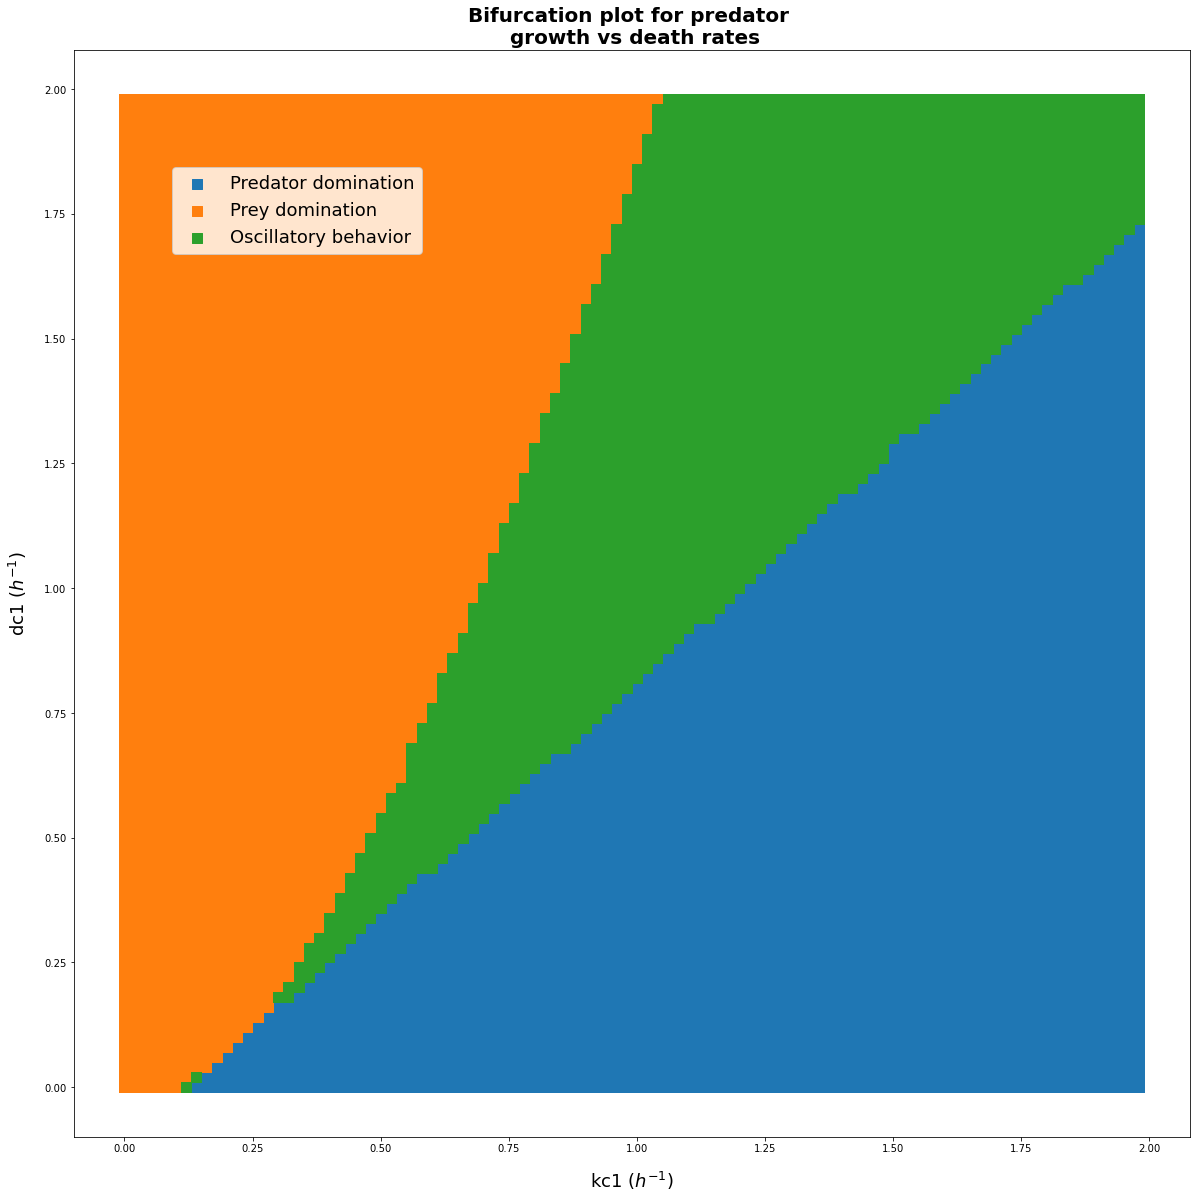 Bifurcation plot for predator
growth vs death rates
2.00
1.75
1.50
1.25
1.00
0.75
0.50
0.25
0.00
dc1 (h⁻¹)
Predator domination
Prey domination
Oscillatory behavior
0.00 0.25 0.50 0.75 1.00 1.25 1.50 1.75 2.00
kc1 (h⁻¹)